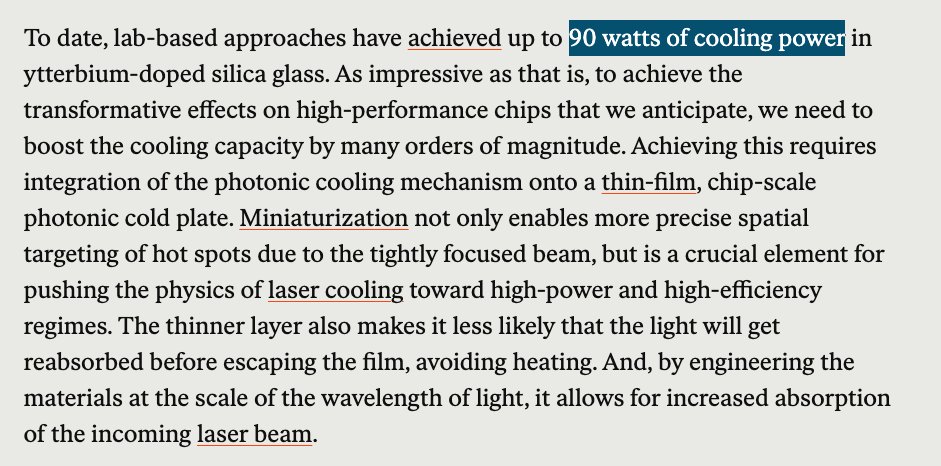 To date, lab-based approaches have achieved up to 90 watts of cooling power in
ytterbium-doped silica glass. As impressive as that is, to achieve the
transformative effects on high-performance chips that we anticipate, we need to
boost the cooling capacity by many orders of magnitude. Achieving this requires
integration of the photonic cooling mechanism onto a thin-film, chip-scale
photonic cold plate. Miniaturization not only enables more precise spatial
targeting of hot spots due to the tightly focused beam, but is a crucial element for
pushing the physics of laser cooling toward high-power and high-efficiency
regimes. The thinner layer also makes it less likely that the light will get
reabsorbed before escaping the film, avoiding heating. And, by engineering the
materials at the scale of the wavelength of light, it allows for increased absorption
of the incoming laser beam.